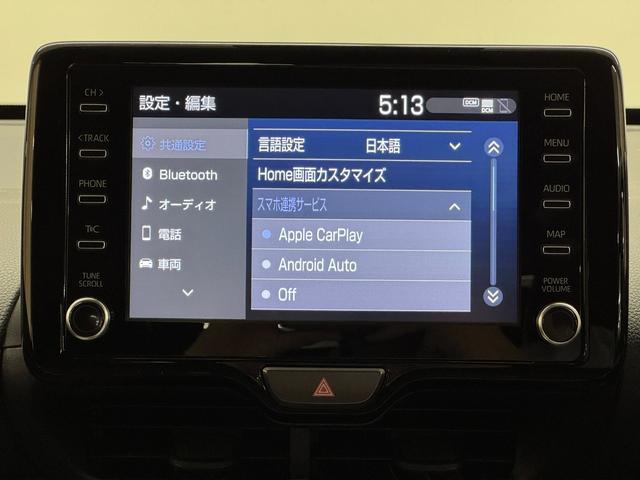 CH >
< TRACK
PHONE
T&C
TUNE
SCROLL
設定・編集
5:13
DCM
DCM
共通設定
Bluetooth
オーディオ
電話
車両
言語設定 日本語
Home画面カスタマイズ
スマホ連携サービス
Apple CarPlay
Android Auto
Off
HOME
MENU
AUDIO
MAP
POWER
VOLUME